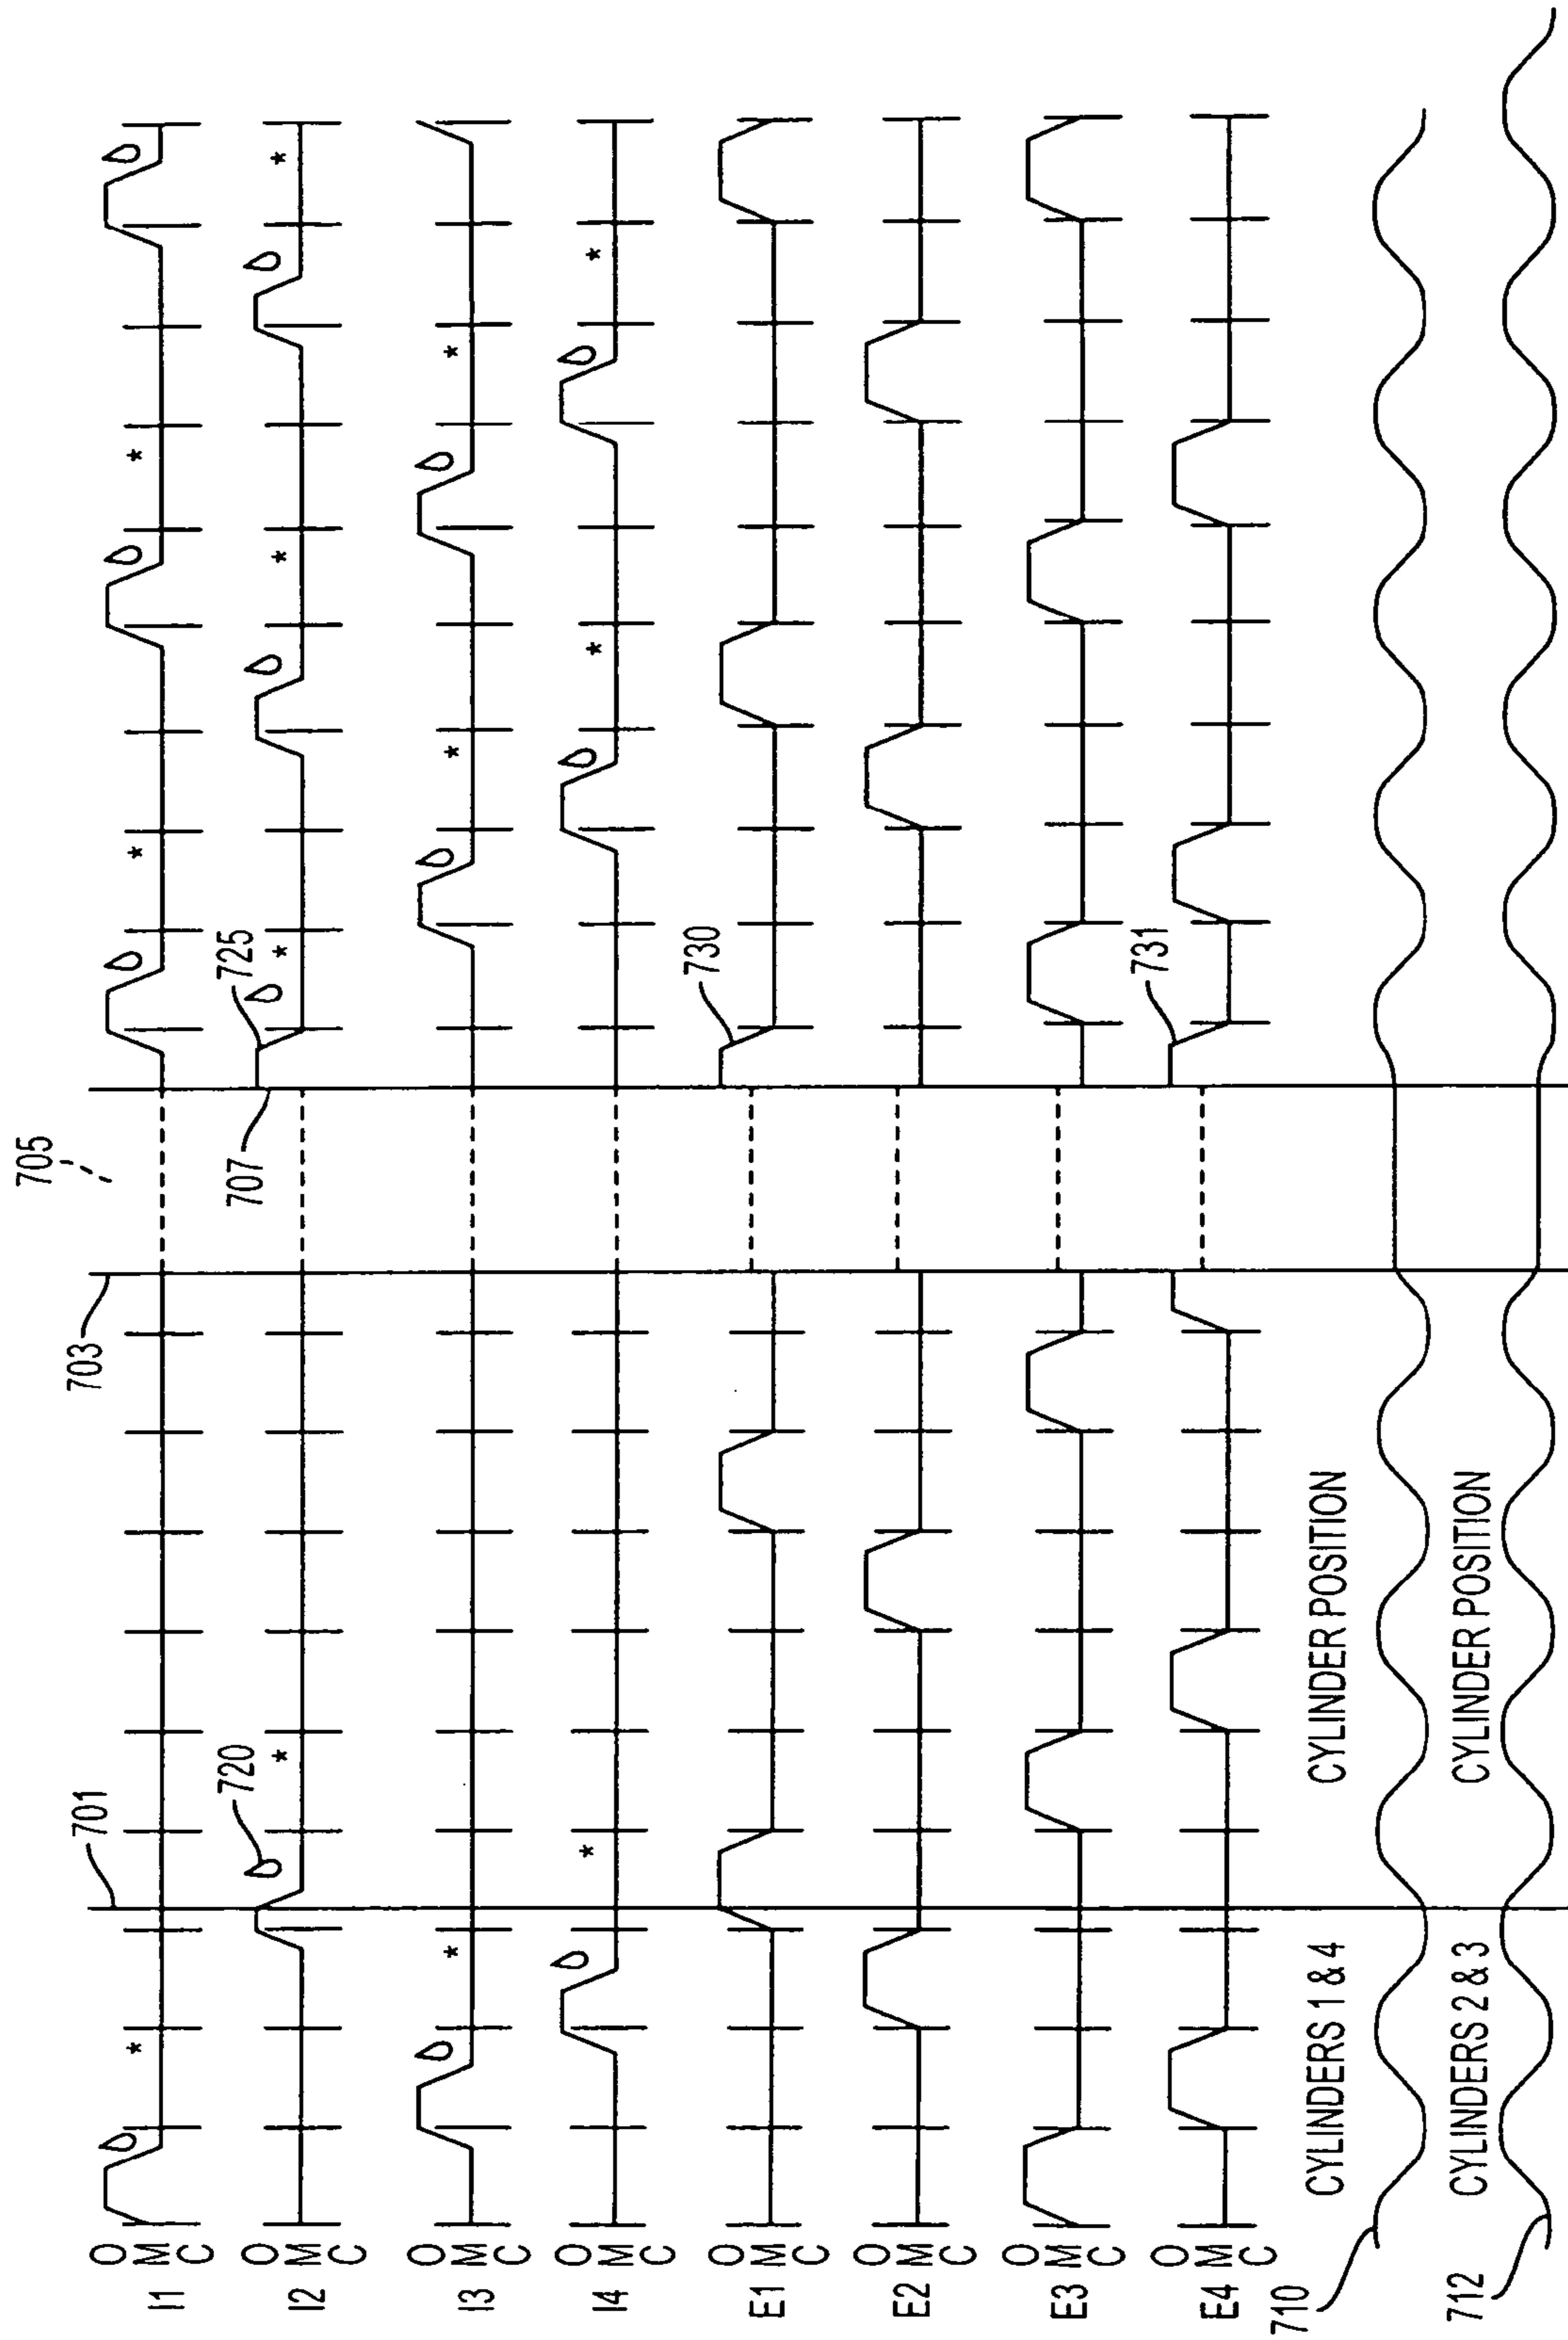 705
703
701
707
O
M
C
I1
* * *
720
725
O
M
C
I2
* * * *
O
M
C
I3
* * *
O
M
C
I4
* * *
730
O
M
C
E1
O
M
C
E2
O
M
C
E3
731
O
M
C
E4
CYLINDERS 1 & 4 CYLINDER POSITION
710
CYLINDERS 2 & 3 CYLINDER POSITION
712